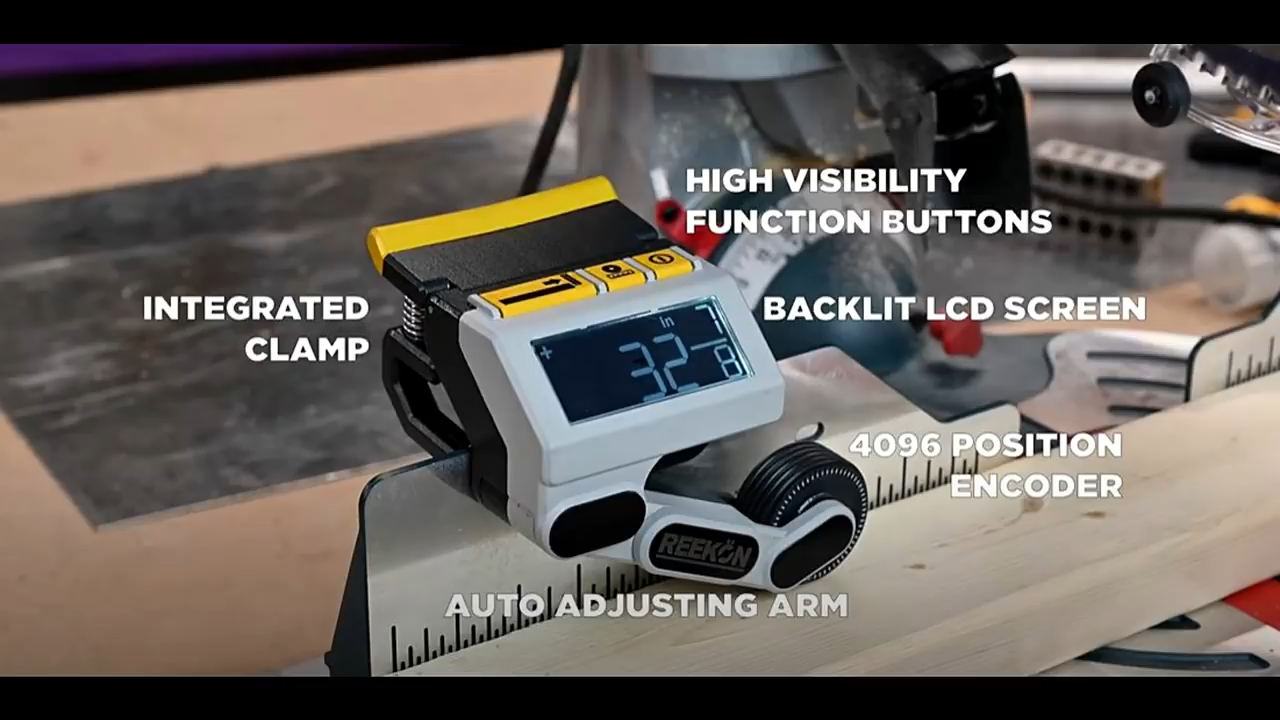 HIGH VISIBILITY
FUNCTION BUTTONS
INTEGRATED
CLAMP
BACKLIT LCD SCREEN
+ 32 in 7/8
4096 POSITION
ENCODER
REEKÖN
AUTO ADJUSTING ARM